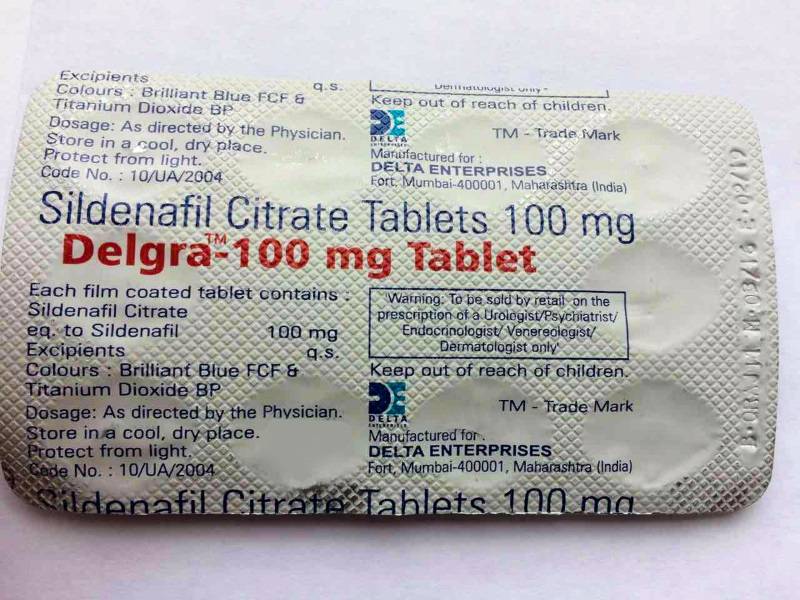 Excipients q.s.
Colours : Brilliant Blue FCF &
Titanium Dioxide BP
Dosage: As directed by the Physician.
Store in a cool, dry place.
Protect from light.
Code No. : 10/UA/2004
Dermatologist only'
Keep out of reach of children.
DELTA
ENTERPRISES
TM - Trade Mark
Manufactured for :
DELTA ENTERPRISES
Fort, Mumbai-400001, Maharashtra (India)
Sildenafil Citrate Tablets 100 mg
Delgra™-100 mg Tablet
Each film coated tablet contains :
Sildenafil Citrate
eq. to Sildenafil 100 mg
Excipients q.s.
Colours : Brilliant Blue FCF &
Titanium Dioxide BP
Dosage: As directed by the Physician.
Store in a cool, dry place.
Protect from light.
Code No. : 10/UA/2004
'Warning: To be sold by retail on the
prescription of a Urologist/Psychiatrist/
Endocrinologist/ Venereologist/
Dermatologist only'
Keep out of reach of children.
DELTA
ENTERPRISES
TM - Trade Mark
Manufactured for :
DELTA ENTERPRISES
Fort, Mumbai-400001, Maharashtra (India)
Sildenafil Citrate Tablets 100 mg